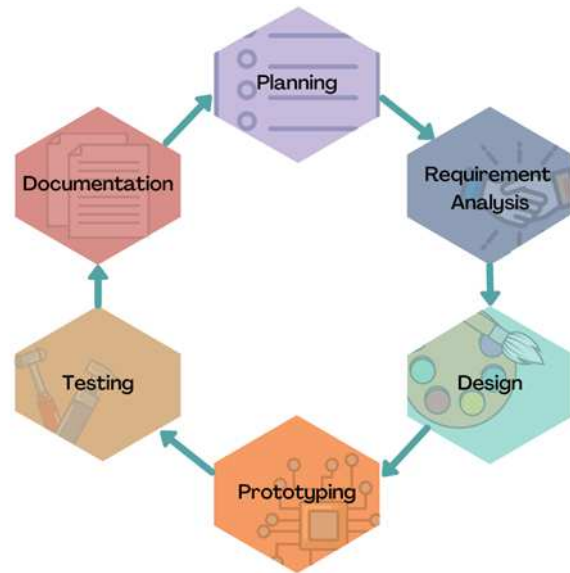 Planning
Requirement
Analysis
Design
Prototyping
Testing
Documentation